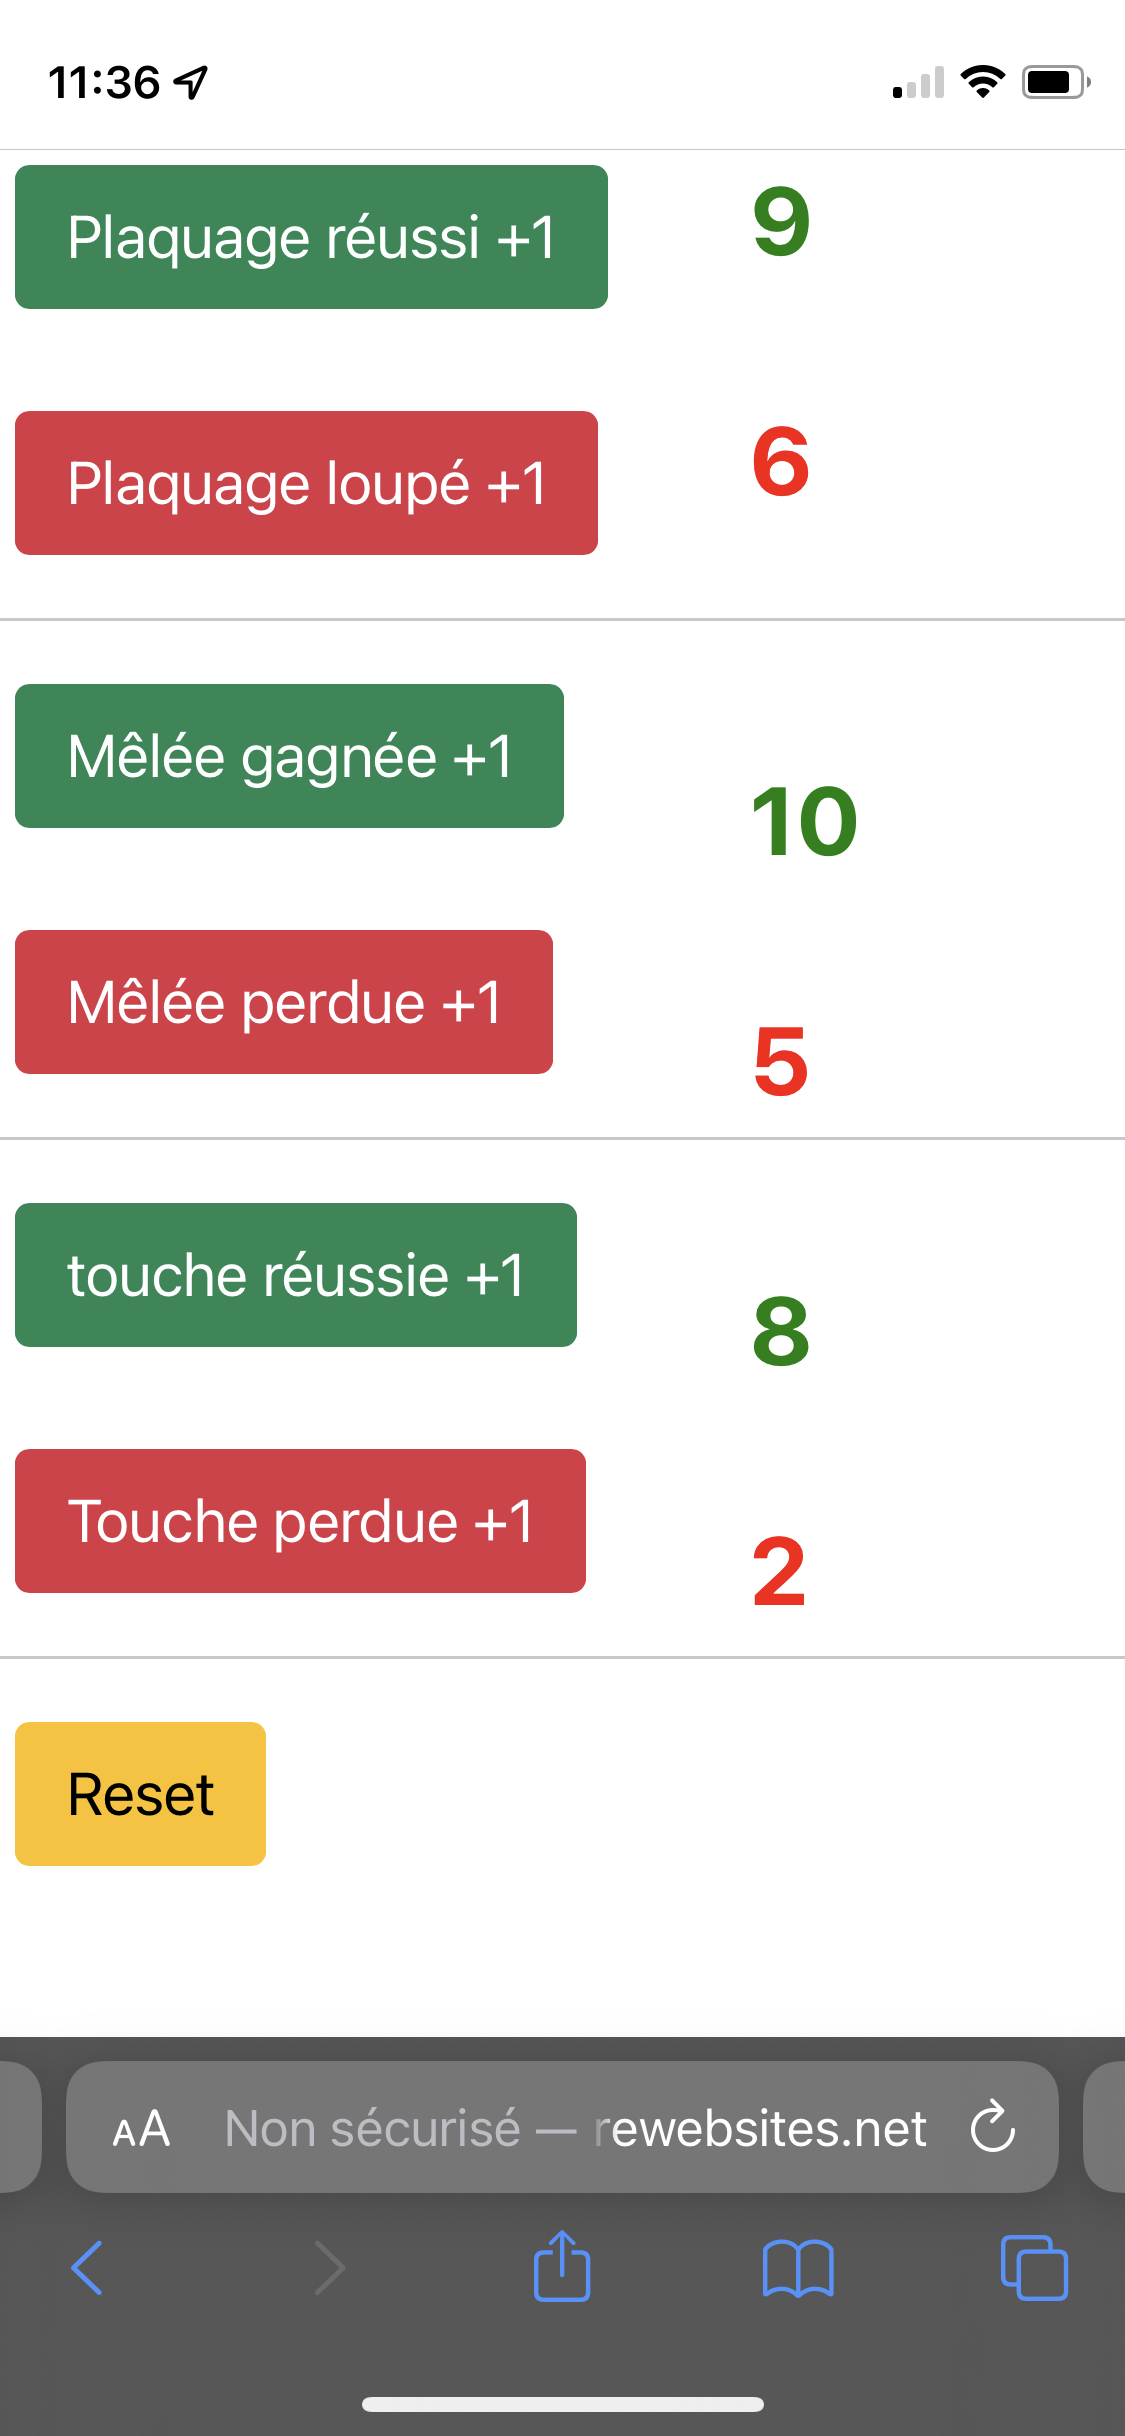 11:36
Plaquage réussi +1 9
Plaquage loupé +1 6
Mêlée gagnée +1 10
Mêlée perdue +1 5
touche réussie +1 8
Touche perdue +1 2
Reset
AA Non sécurisé — rewebsites.net